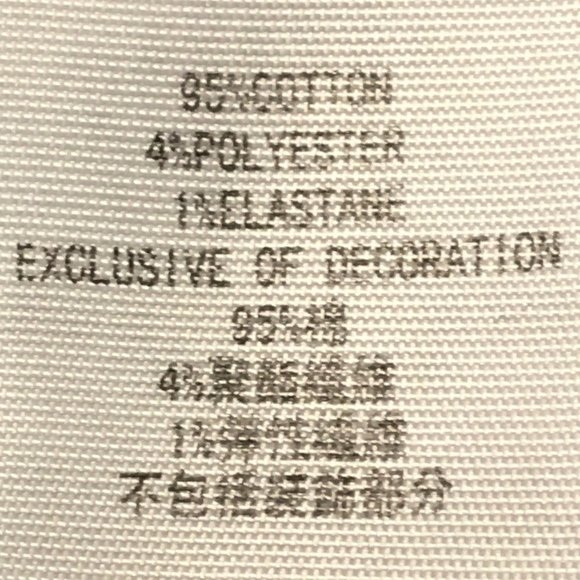 95%COTTON
4%POLYESTER
1%ELASTANE
EXCLUSIVE OF DECORATION
95%棉
4%聚酯纖維
1%彈性纖維
不包括裝飾部分